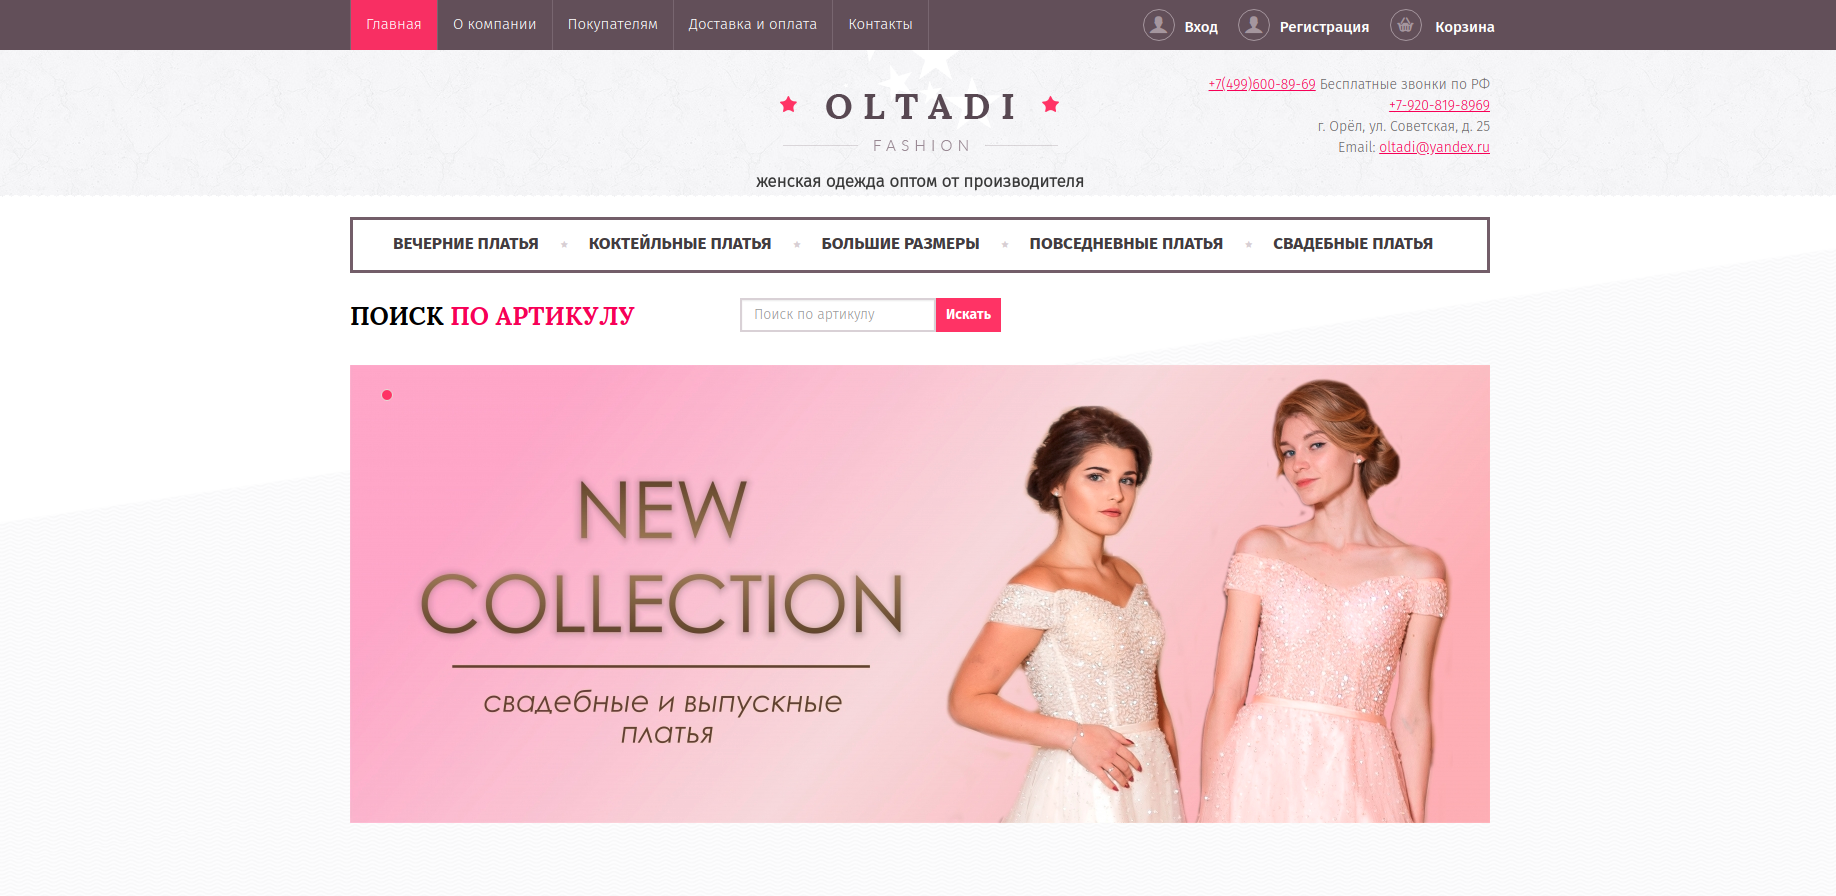 Главная
О компании
Покупателям
Доставка и оплата
Контакты
Вход
Регистрация
Корзина
OLTADI
FASHION
женская одежда оптом от производителя
+7(499)600-89-69 Бесплатные звонки по РФ
+7-920-819-8969
г. Орёл, ул. Советская, д. 25
Email: oltadi@yandex.ru
ВЕЧЕРНИЕ ПЛАТЬЯ
КОКТЕЙЛЬНЫЕ ПЛАТЬЯ
БОЛЬШИЕ РАЗМЕРЫ
ПОВСЕДНЕВНЫЕ ПЛАТЬЯ
СВАДЕБНЫЕ ПЛАТЬЯ
ПОИСК ПО АРТИКУЛУ
Поиск по артикулу
Искать
NEW
COLLECTION
свадебные и выпускные
платья